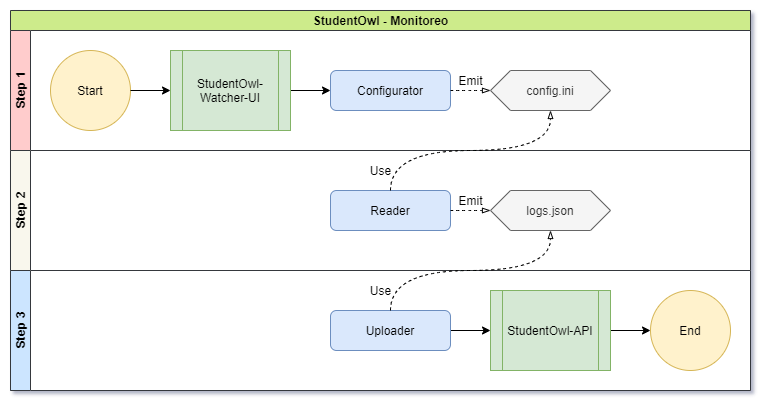 StudentOwl - Monitoreo
Step 1
Start
StudentOwl-
Watcher-UI
Configurator
Emit
config.ini
Use
Step 2
Reader
Emit
logs.json
Use
Step 3
Uploader
StudentOwl-API
End